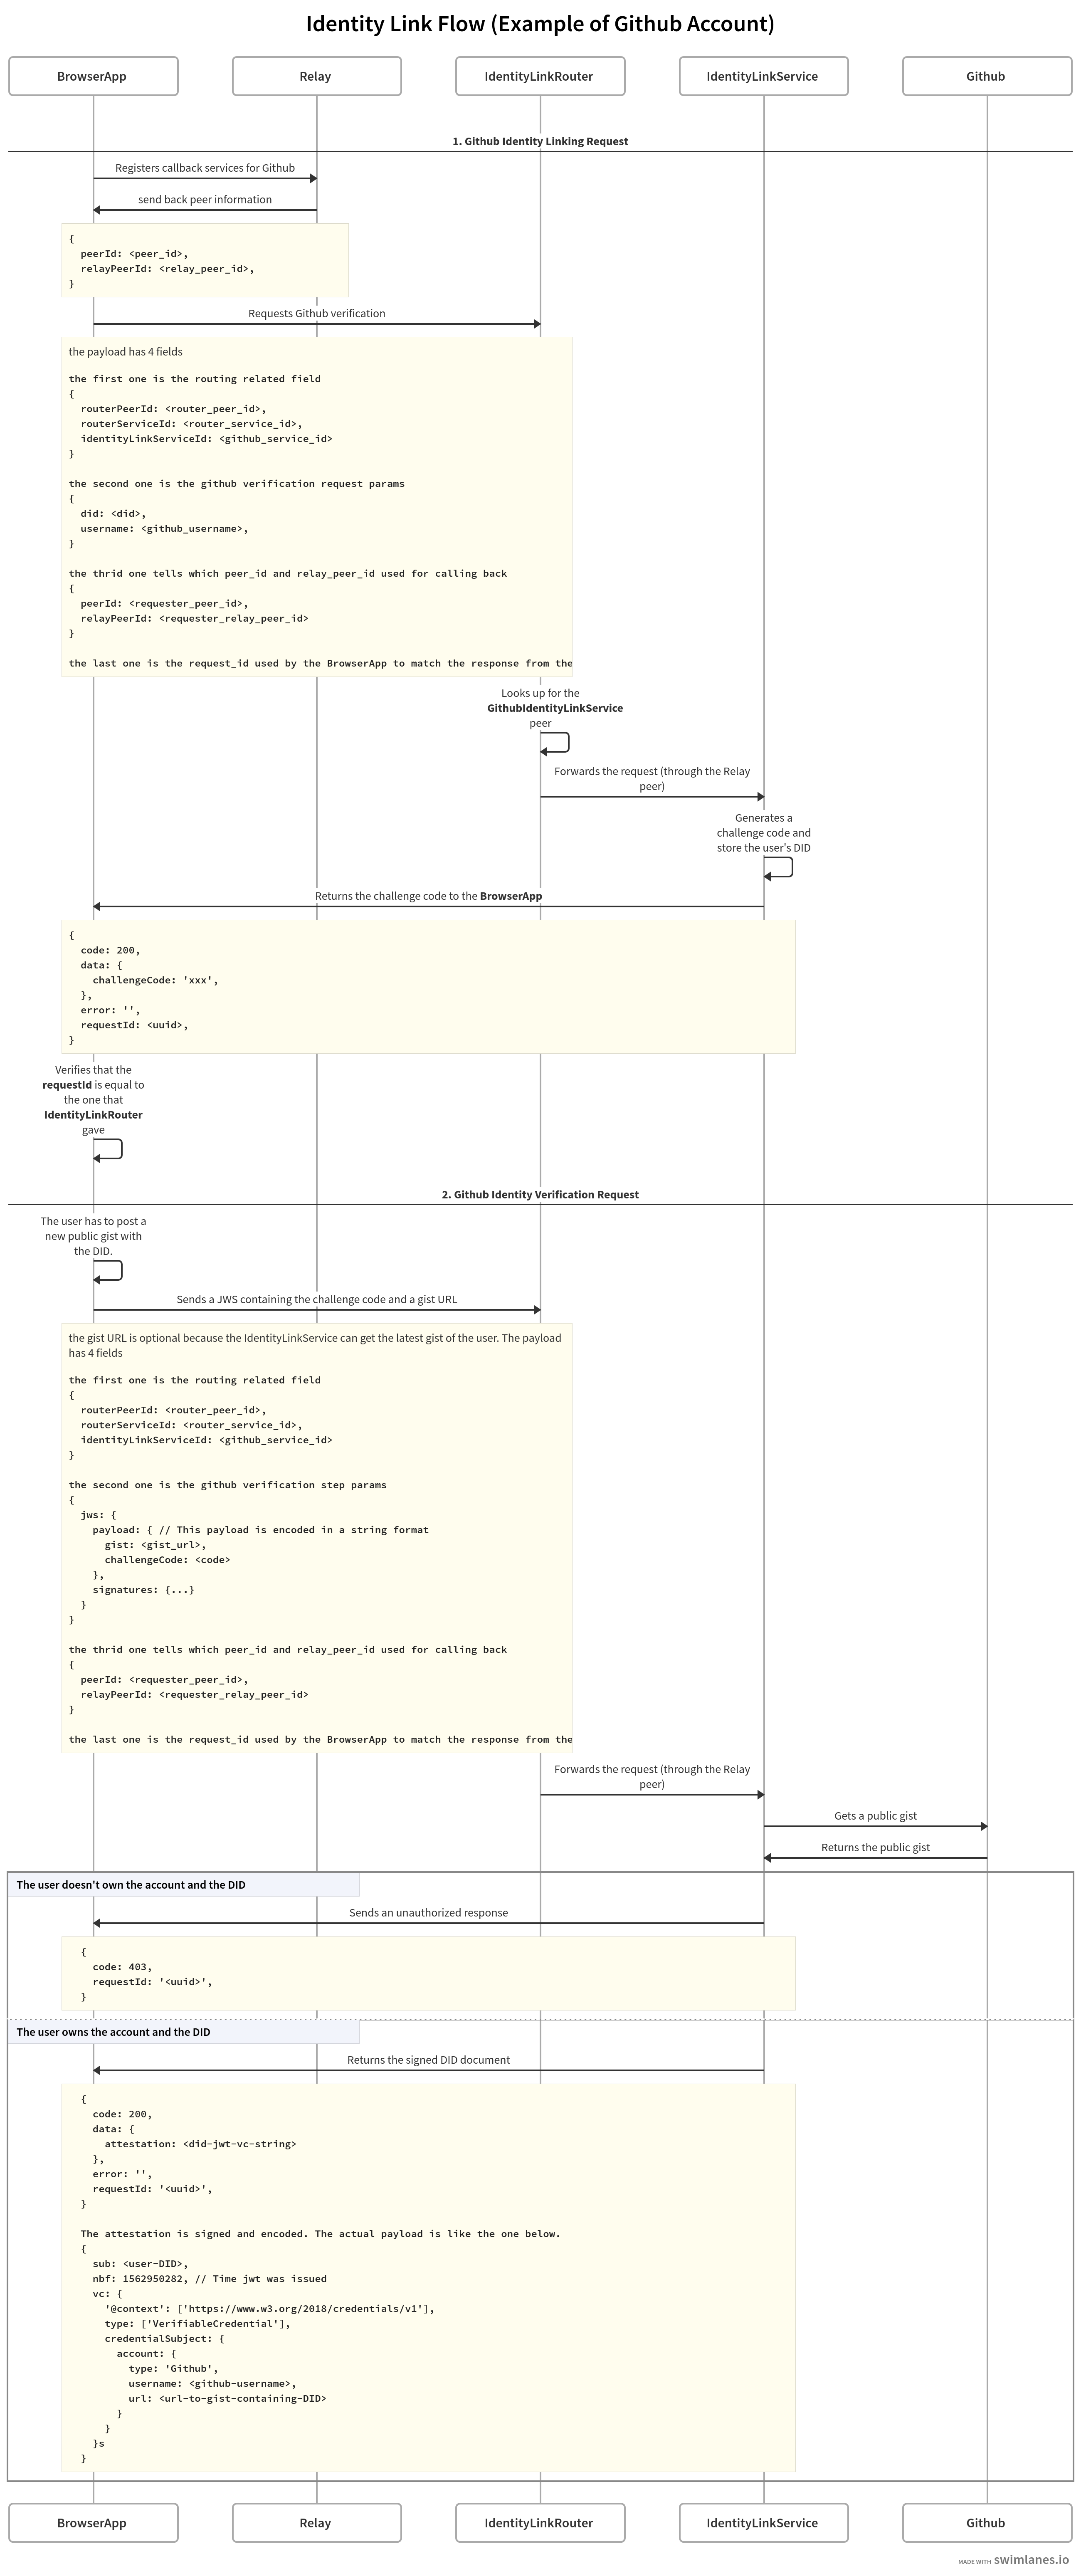 Identity Link Flow (Example of Github Account)
BrowserApp
Relay
IdentityLinkRouter
IdentityLinkService
Github
1. Github Identity Linking Request
Registers callback services for Github
send back peer information
{
peerId: <peer_id>,
relayPeerId: <relay_peer_id>,
}
Requests Github verification
the payload has 4 fields
the first one is the routing related field
{
routerPeerId: <router_peer_id>,
routerServiceId: <router_service_id>,
identityLinkServiceId: <github_service_id>
}
the second one is the github verification request params
{
did: <did>,
username: <github_username>,
}
the thrid one tells which peer_id and relay_peer_id used for calling back
{
peerId: <requester_peer_id>,
relayPeerId: <requester_relay_peer_id>
}
the last one is the request_id used by the BrowserApp to match the response from the
Looks up for the
GithubIdentityLinkService
peer
Forwards the request (through the Relay
peer)
Generates a
challenge code and
store the user's DID
Returns the challenge code to the BrowserApp
{
code: 200,
data: {
challengeCode: 'xxx',
},
error: '',
requestId: <uuid>,
}
Verifies that the
requestId is equal to
the one that
IdentityLinkRouter
gave
2. Github Identity Verification Request
The user has to post a
new public gist with
the DID.
Sends a JWS containing the challenge code and a gist URL
the gist URL is optional because the IdentityLinkService can get the latest gist of the user. The payload
has 4 fields
the first one is the routing related field
{
routerPeerId: <router_peer_id>,
routerServiceId: <router_service_id>,
identityLinkServiceId: <github_service_id>
}
the second one is the github verification step params
{
jws: {
payload: { // This payload is encoded in a string format
gist: <gist_url>,
challengeCode: <code>
},
signatures: {...}
}
}
the thrid one tells which peer_id and relay_peer_id used for calling back
{
peerId: <requester_peer_id>,
relayPeerId: <requester_relay_peer_id>
}
the last one is the request_id used by the BrowserApp to match the response from the
Forwards the request (through the Relay
peer)
Gets a public gist
Returns the public gist
The user doesn't own the account and the DID
Sends an unauthorized response
{
code: 403,
requestId: '<uuid>',
}
The user owns the account and the DID
Returns the signed DID document
{
code: 200,
data: {
attestation: <did-jwt-vc-string>
},
error: '',
requestId: '<uuid>',
}
The attestation is signed and encoded. The actual payload is like the one below.
{
sub: <user-DID>,
nbf: 1562950282, // Time jwt was issued
vc: {
'@context': ['https://www.w3.org/2018/credentials/v1'],
type: ['VerifiableCredential'],
credentialSubject: {
account: {
type: 'Github',
username: <github-username>,
url: <url-to-gist-containing-DID>
}
}
}s
}
BrowserApp
Relay
IdentityLinkRouter
IdentityLinkService
Github
MADE WITH swimlanes.io